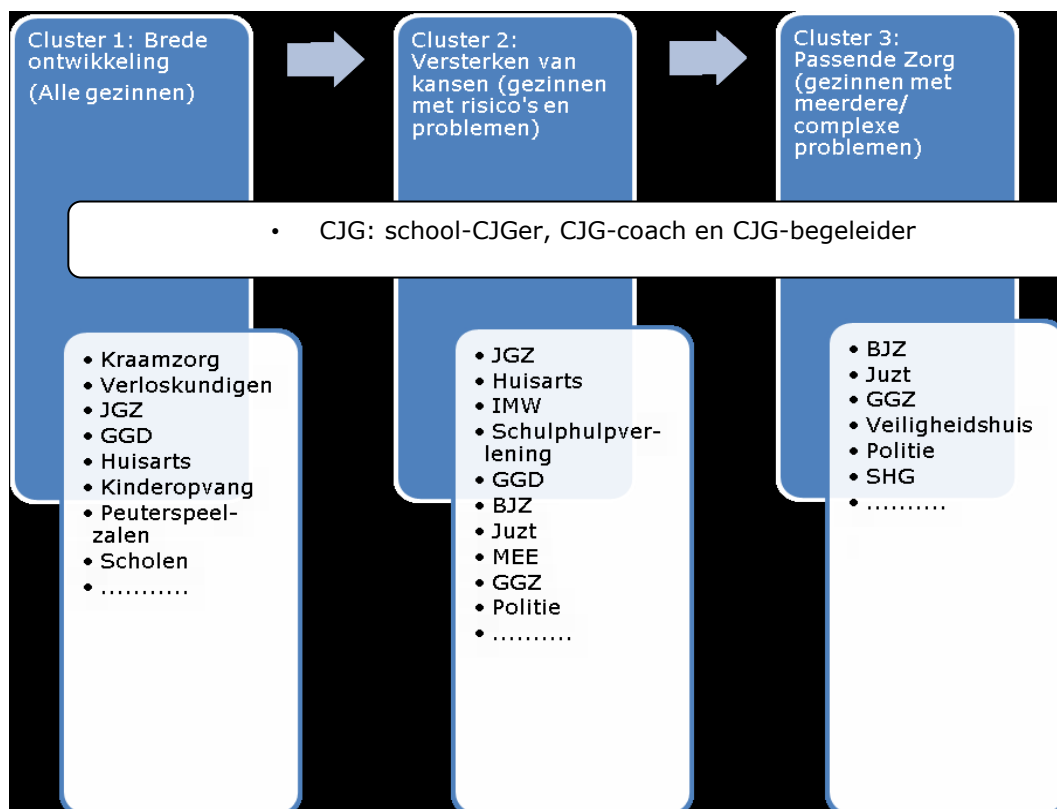 Cluster 1: Brede
ontwikkeling
(Alle gezinnen)
Cluster 2:
Versterken van
kansen (gezinnen
met risico's en
problemen)
Cluster 3:
Passende Zorg
(gezinnen met
meerdere/
complexe
problemen)
• CJG: school-CJGer, CJG-coach en CJG-begeleider
• Kraamzorg
• Verloskundigen
• JGZ
• GGD
• Huisarts
• Kinderopvang
• Peuterspeel-
zalen
• Scholen
• ...........
• JGZ
• Huisarts
• IMW
• Schulphulpver-
lening
• GGD
• BJZ
• Juzt
• MEE
• GGZ
• Politie
• ..........
• BJZ
• Juzt
• GGZ
• Veiligheidshuis
• Politie
• SHG
• ..........